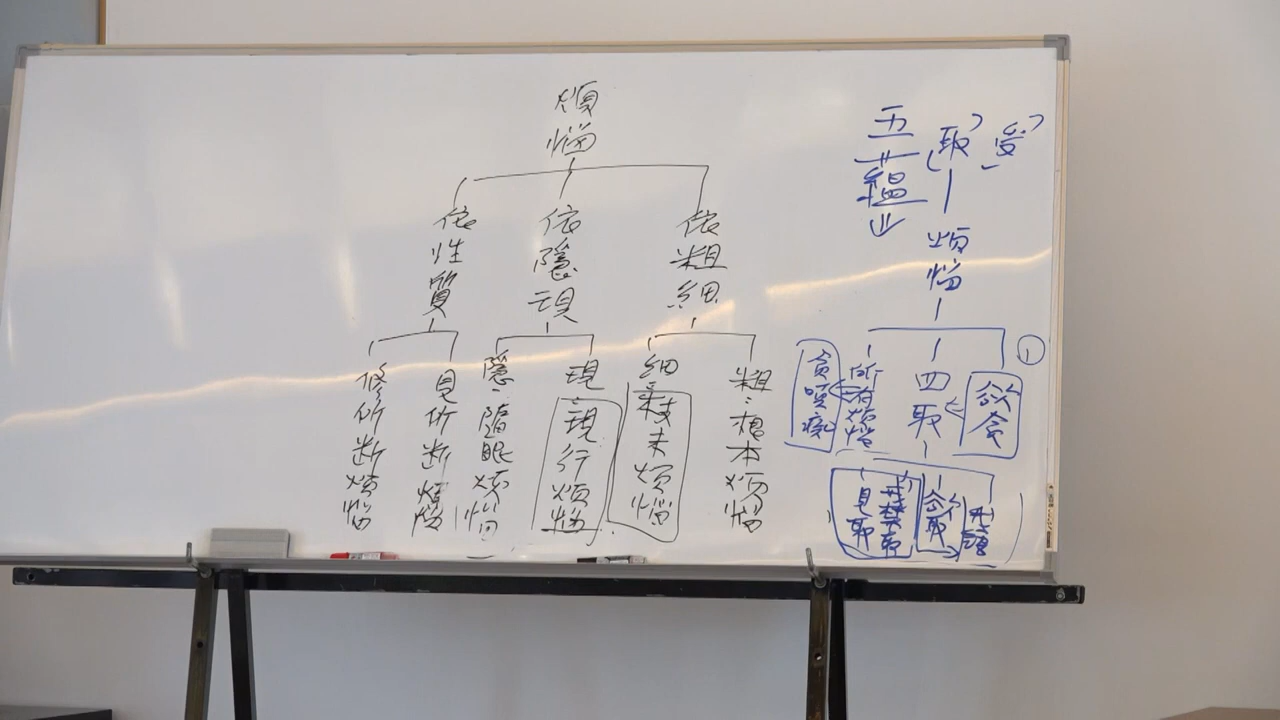 煩惱
依粗細
粗：根本煩惱
細：枝末煩惱
依隱現
現：現行煩惱
隱：隨眠煩惱
依性質
見所斷煩惱
修所斷煩惱
受
取
五蘊
煩惱
①
欲貪
四取
所有煩惱
貪嗔癡
欲取
戒禁取
見取